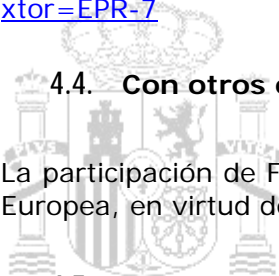 xtor=EPR-7
4.4. Con otros
La participación de
Europea, en virtud